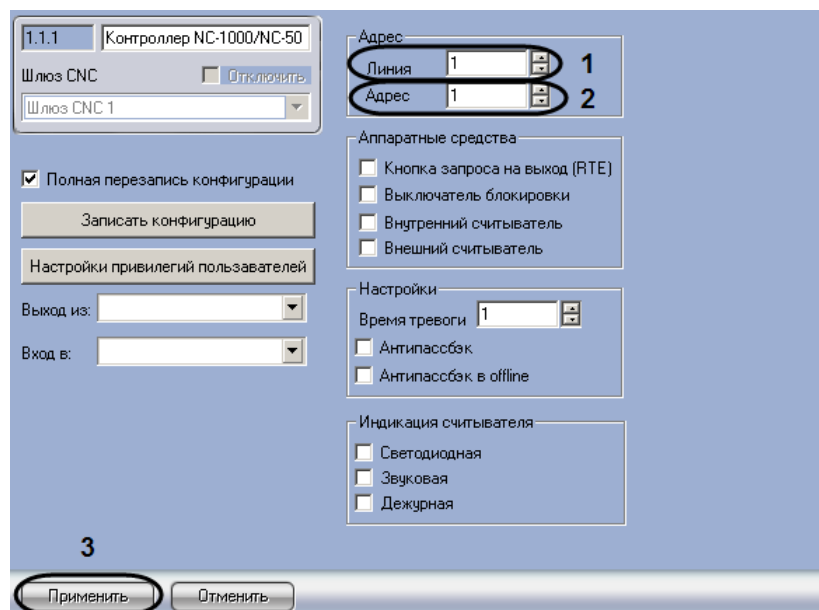 1.1.1 Контроллер NC-1000/NC-50
Шлюз CNC Отключить
Шлюз CNC 1
Полная перезапись конфигурации
Записать конфигурацию
Настройки привилегий пользавателей
Выход из:
Вход в:
Адрес
Линия 1 1
Адрес 1 2
Аппаратные средства
Кнопка запроса на выход (RTE)
Выключатель блокировки
Внутренний считыватель
Внешний считыватель
Настройки
Время тревоги 1
Антипассбэк
Антипассбэк в offline
Индикация считывателя
Светодиодная
Звуковая
Дежурная
3
Применить Отменить